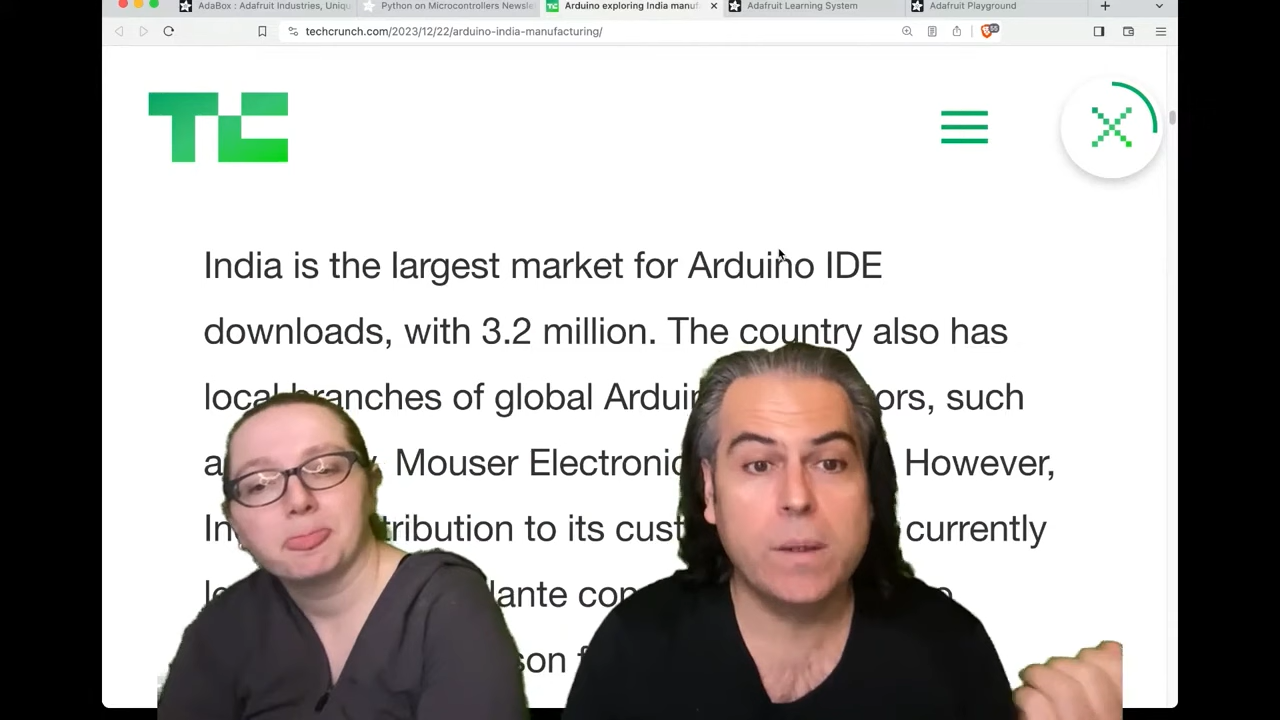 AdaBox : Adafruit Industries, Uniqu
Python on Microcontrollers Newsle
Arduino exploring India manuf
Adafruit Learning System
Adafruit Playground
techcrunch.com/2023/12/22/arduino-india-manufacturing/
TC
India is the largest market for Arduino IDE
downloads, with 3.2 million. The country also has
local branches of global Arduin ors, such
a Mouser Electronic However,
In tribution to its cust currently
lante con
son